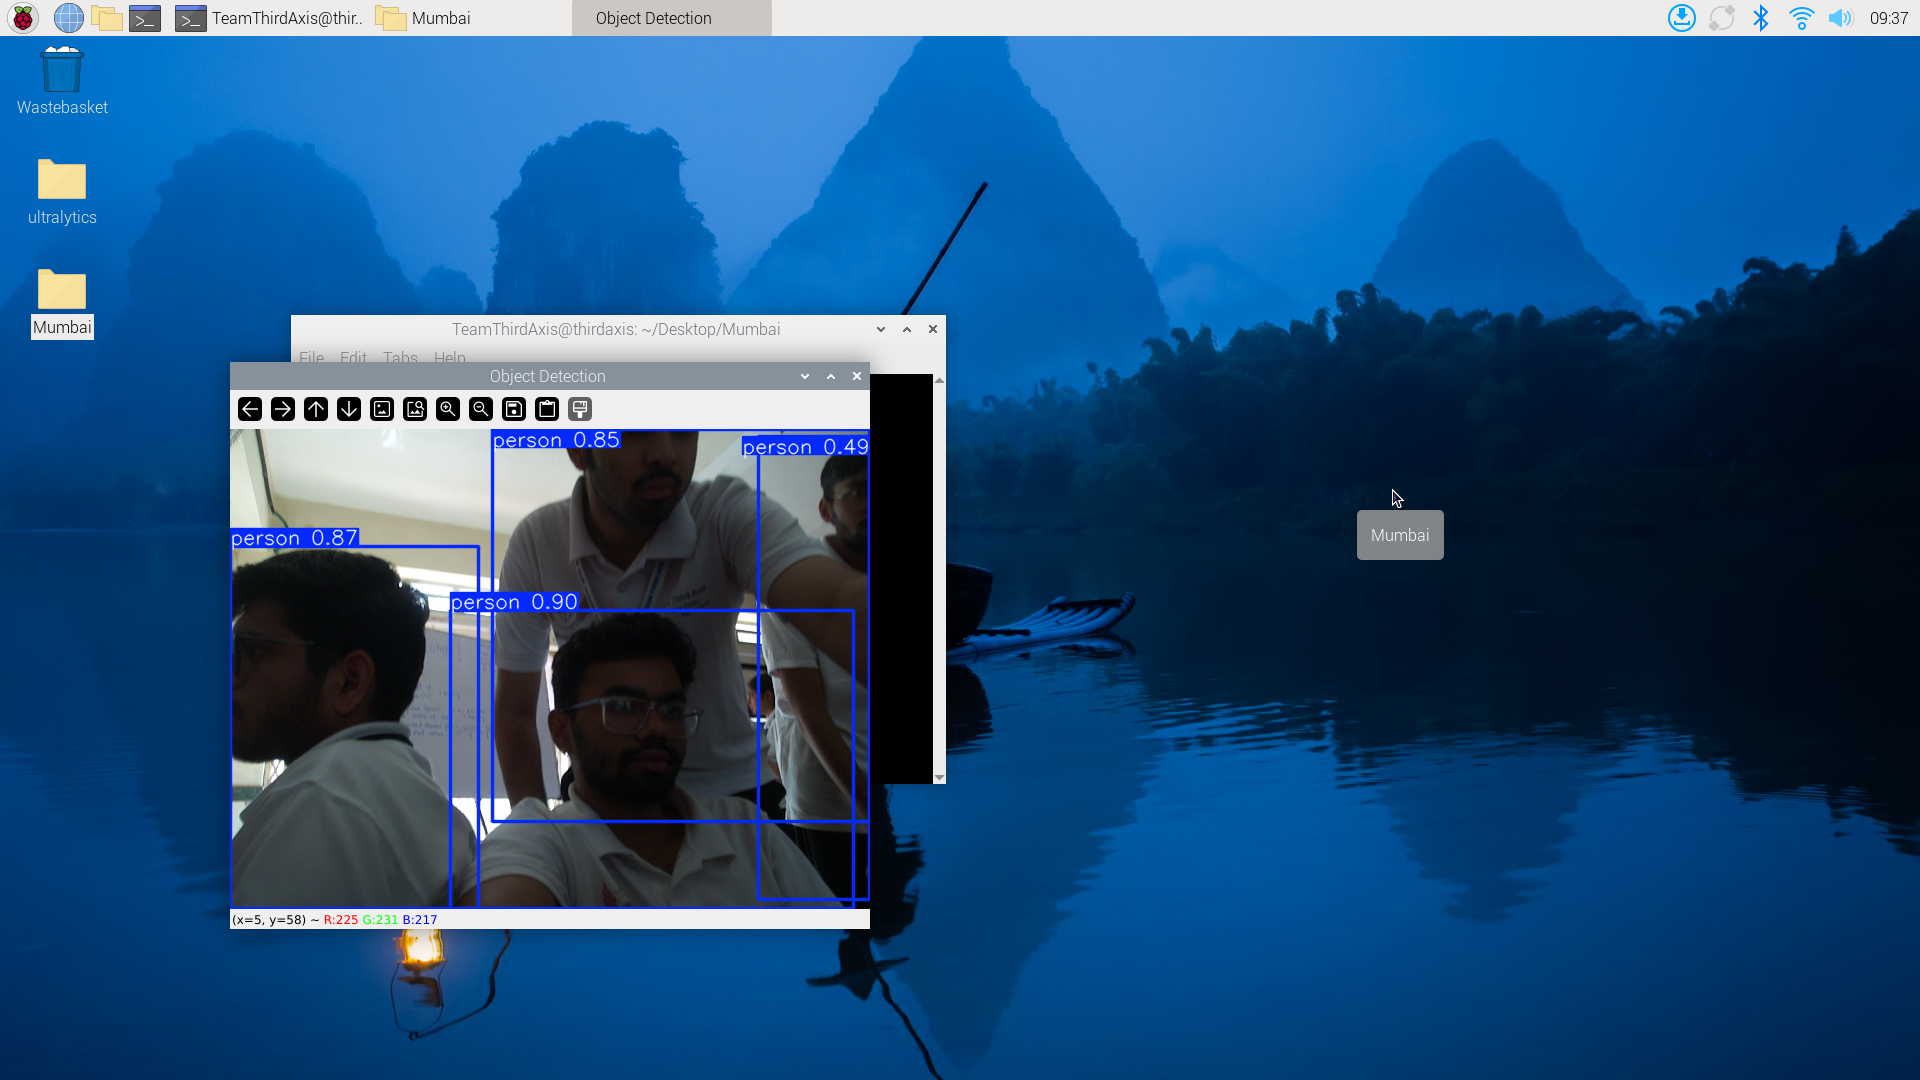 TeamThirdAxis@thir..
Mumbai
Object Detection
09:37
Wastebasket
ultralytics
Mumbai
TeamThirdAxis@thirdaxis: ~/Desktop/Mumbai
File Edit Tabs Help
Object Detection
person 0.85
person 0.49
person 0.87
person 0.90
Third Axis
(x=5, y=58) ~ R:225 G:231 B:217
Mumbai